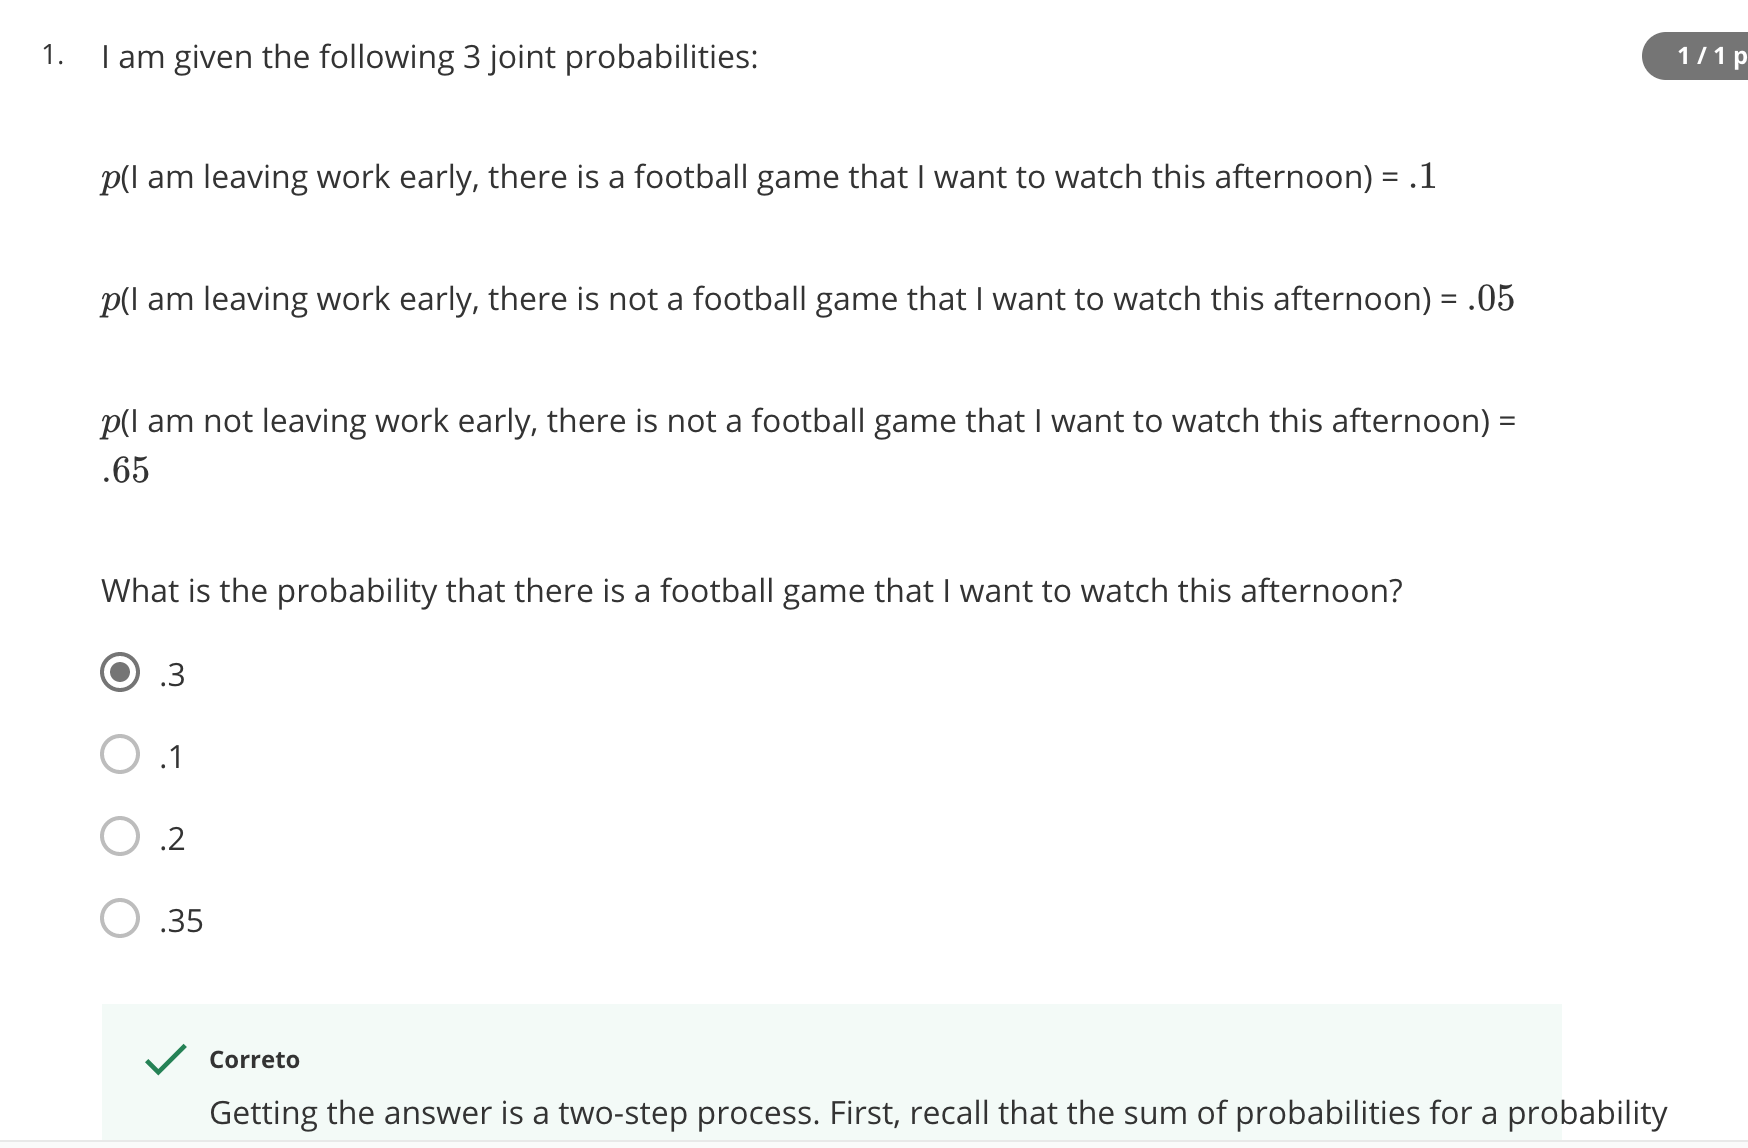 1. I am given the following 3 joint probabilities:
1 / 1 p
p(I am leaving work early, there is a football game that I want to watch this afternoon) = .1
p(I am leaving work early, there is not a football game that I want to watch this afternoon) = .05
p(I am not leaving work early, there is not a football game that I want to watch this afternoon) =
.65
What is the probability that there is a football game that I want to watch this afternoon?
.3
.1
.2
.35
Correto
Getting the answer is a two-step process. First, recall that the sum of probabilities for a probability